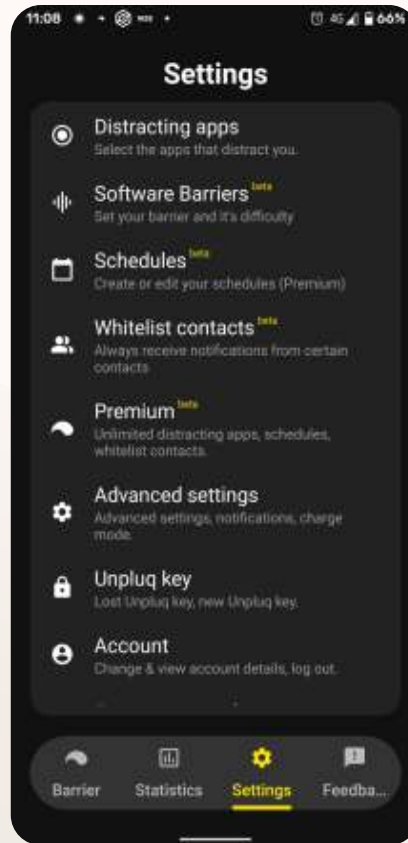 11:08
4G 66%
Settings
Distracting apps
Select the apps that distract you.
Software Barriers beta
Set your barrier and it's difficulty
Schedules beta
Create or edit your schedules (Premium)
Whitelist contacts beta
Always receive notifications from certain
contacts
Premium beta
Unlimited distracting apps, schedules,
whitelist contacts.
Advanced settings
Advanced settings, notifications, charge
mode.
Unpluq key
Lost Unpluq key, new Unpluq key.
Account
Change & view account details, log out.
Barrier Statistics Settings Feedba...